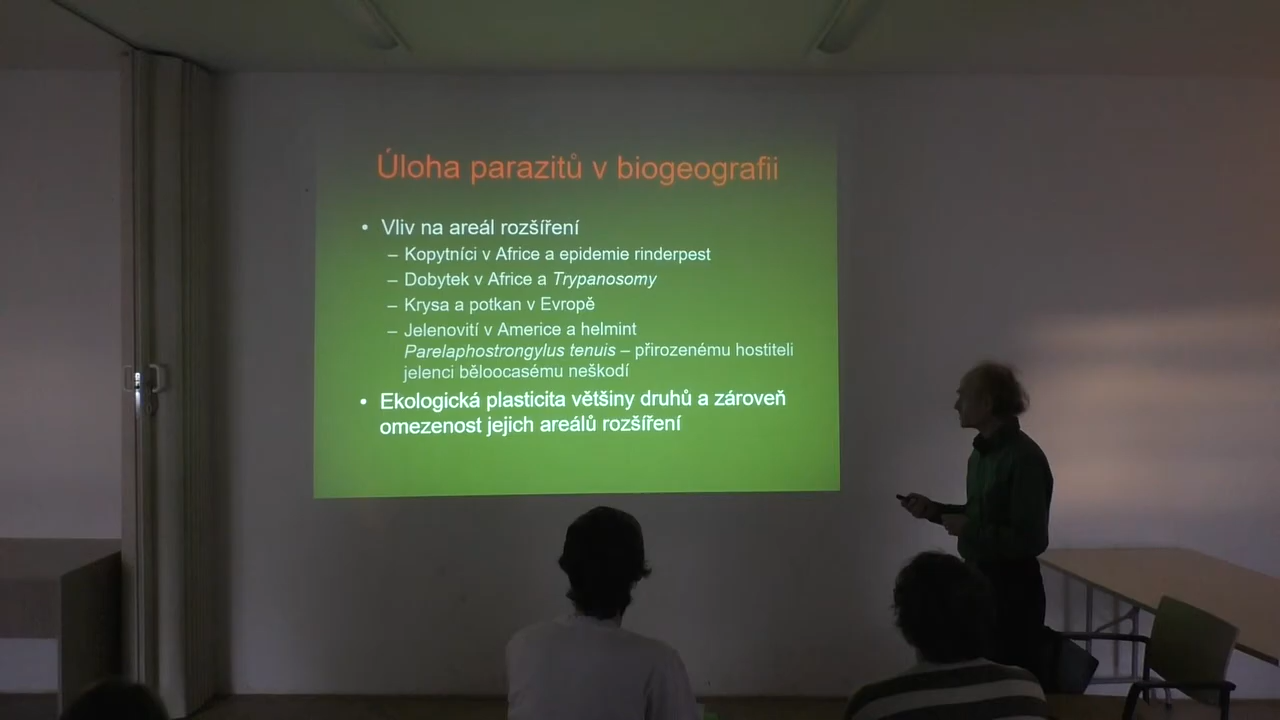 Úloha parazitů v biogeografii
• Vliv na areál rozšíření
– Kopytníci v Africe a epidemie rinderpest
– Dobytek v Africe a Trypanosomy
– Krysa a potkan v Evropě
– Jelenovití v Americe a helmint
Parelaphostrongylus tenuis – přirozenému hostiteli
jelenci běloocasému neškodí
• Ekologická plasticita většiny druhů a zároveň
omezenost jejich areálů rozšíření